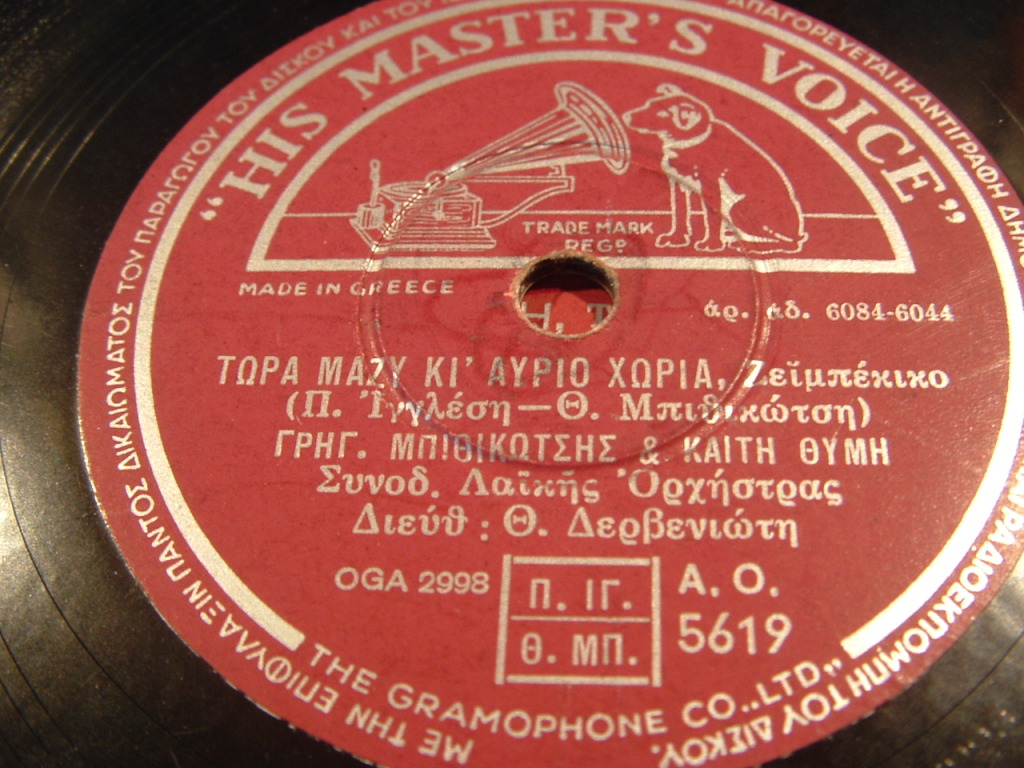 ΜΕ ΤΗΝ ΕΠΙΦΥΛΑΞΙΝ ΠΑΝΤΟΣ ΔΙΚΑΙΩΜΑΤΟΣ ΤΟΥ ΠΑΡΑΓΩΓΟΥ ΤΟΥ ΔΙΣΚΟΥ ΚΑΙ ΤΟΥ
ΑΠΑΓΟΡΕΥΕΤΑΙ Η ΑΝΤΙΓΡΑΦΗ
ΡΑΔΙΟΕΚΠΟΜΠΗ ΤΟΥ ΔΙΣΚΟΥ.
“HIS MASTER'S VOICE”
TRADE MARK
REGD
MADE IN GREECE
Η, Τ
ἀρ. ἀδ. 6084-6044
ΤΩΡΑ ΜΑΖΥ ΚΙ' ΑΥΡΙΟ ΧΩΡΙΑ, Ζεϊμπέκικο
(Π. Ἰγγλέση—Θ. Μπιθικώτση)
ΓΡΗΓ. ΜΠΙΘΙΚΩΤΣΗΣ & ΚΑΙΤΗ ΘΥΜΗ
Συνοδ. Λαϊκῆς Ὀρχήστρας
Διεύθ : Θ. Δερβενιώτη
OGA 2998
Π. ΙΓ.
Θ. ΜΠ.
A. O.
5619
THE GRAMOPHONE CO., LTD,,